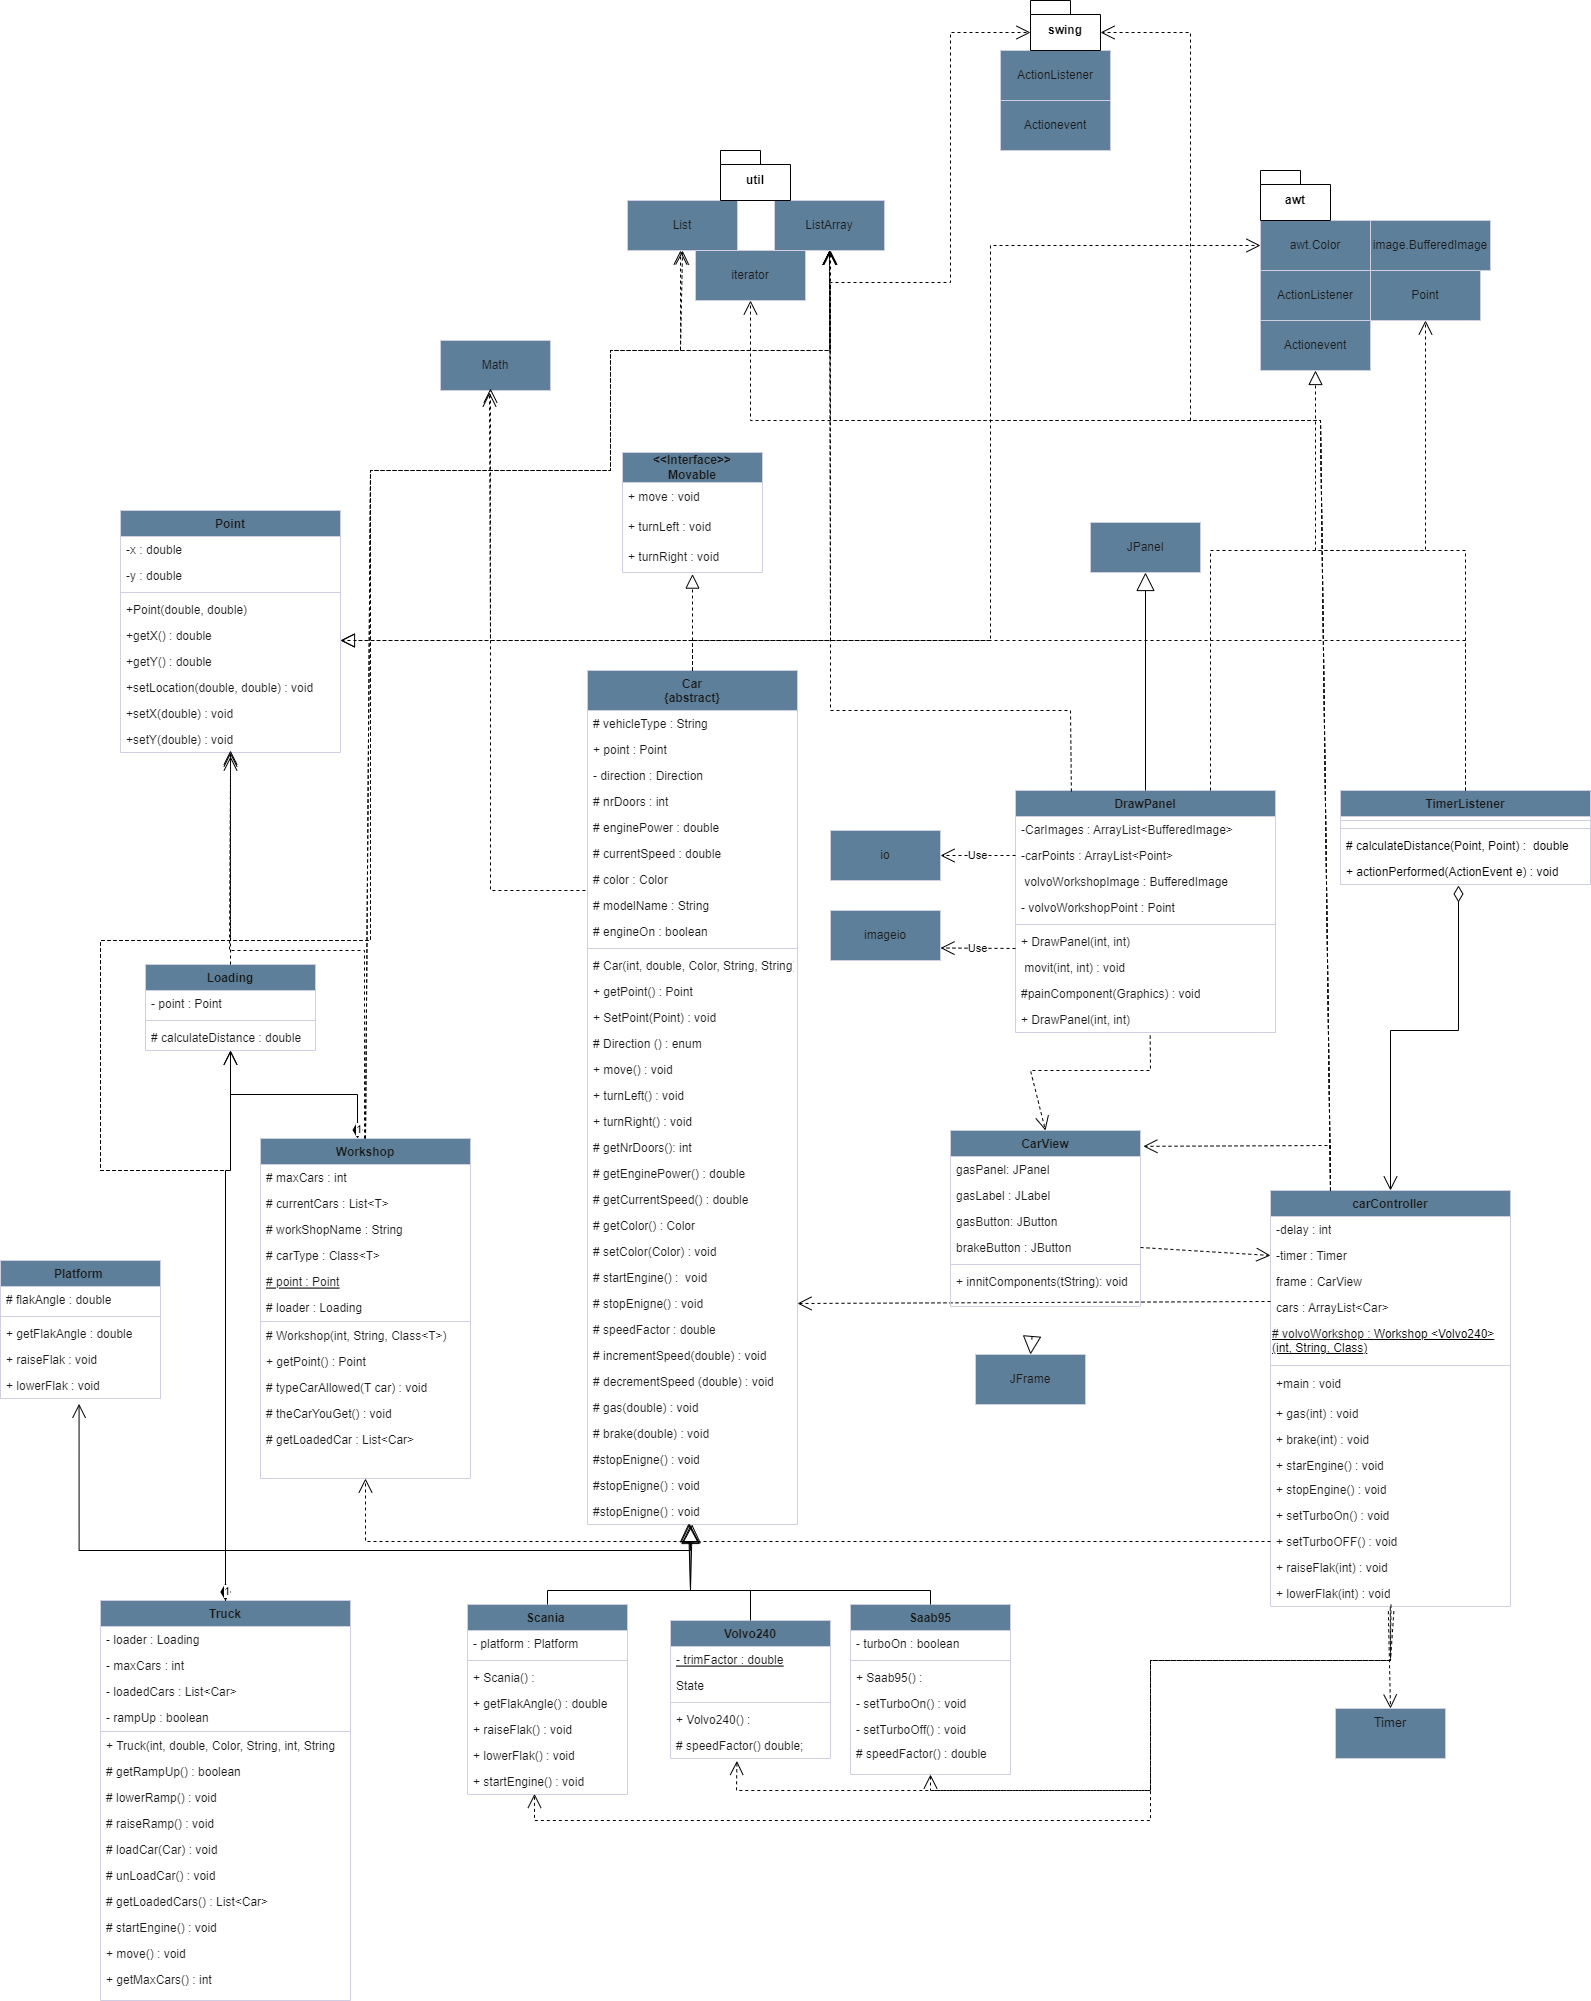 swing
ActionListener
Actionevent
util
List
ListArray
iterator
awt
awt.Color
image.BufferedImage
ActionListener
Point
Actionevent
Math
<<Interface>>
Movable
+ move : void
+ turnLeft : void
+ turnRight : void
Point
-x : double
-y : double
+Point(double, double)
+getX() : double
+getY() : double
+setLocation(double, double) : void
+setX(double) : void
+setY(double) : void
JPanel
Car
{abstract}
# vehicleType : String
+ point : Point
- direction : Direction
# nrDoors : int
# enginePower : double
# currentSpeed : double
# color : Color
# modelName : String
# engineOn : boolean
# Car(int, double, Color, String, String
+ getPoint() : Point
+ SetPoint(Point) : void
# Direction () : enum
+ move() : void
+ turnLeft() : void
+ turnRight() : void
# getNrDoors(): int
# getEnginePower() : double
# getCurrentSpeed() : double
# getColor() : Color
# setColor(Color) : void
# startEngine() :  void
# stopEnigne() : void
# speedFactor : double
# incrementSpeed(double) : void
# decrementSpeed (double) : void
# gas(double) : void
# brake(double) : void
#stopEnigne() : void
#stopEnigne() : void
#stopEnigne() : void
DrawPanel
-CarImages : ArrayList<BufferedImage>
-carPoints : ArrayList<Point>
volvoWorkshopImage : BufferedImage
- volvoWorkshopPoint : Point
+ DrawPanel(int, int)
movit(int, int) : void
#painComponent(Graphics) : void
+ DrawPanel(int, int)
io
Use
imageio
Use
TimerListener
# calculateDistance(Point, Point) :  double
+ actionPerformed(ActionEvent e) : void
Loading
- point : Point
# calculateDistance : double
1
Workshop
# maxCars : int
# currentCars : List<T>
# workShopName : String
# carType : Class<T>
# point : Point
# loader : Loading
# Workshop(int, String, Class<T>)
+ getPoint() : Point
# typeCarAllowed(T car) : void
# theCarYouGet() : void
# getLoadedCar : List<Car>
CarView
gasPanel: JPanel
gasLabel : JLabel
gasButton: JButton
brakeButton : JButton
+ innitComponents(tString): void
JFrame
carController
-delay : int
-timer : Timer
frame : CarView
cars : ArrayList<Car>
# volvoWorkshop : Workshop <Volvo240>
(int, String, Class)
+main : void
+ gas(int) : void
+ brake(int) : void
+ starEngine() : void
+ stopEngine() : void
+ setTurboOn() : void
+ setTurboOFF() : void
+ raiseFlak(int) : void
+ lowerFlak(int) : void
Platform
# flakAngle : double
+ getFlakAngle : double
+ raiseFlak : void
+ lowerFlak : void
1
Truck
- loader : Loading
- maxCars : int
- loadedCars : List<Car>
- rampUp : boolean
+ Truck(int, double, Color, String, int, String
# getRampUp() : boolean
# lowerRamp() : void
# raiseRamp() : void
# loadCar(Car) : void
# unLoadCar() : void
# getLoadedCars() : List<Car>
# startEngine() : void
+ move() : void
+ getMaxCars() : int
Scania
- platform : Platform
+ Scania() :
+ getFlakAngle() : double
+ raiseFlak() : void
+ lowerFlak() : void
+ startEngine() : void
Volvo240
- trimFactor : double
State
+ Volvo240() :
# speedFactor() double;
Saab95
- turboOn : boolean
+ Saab95() :
- setTurboOn() : void
- setTurboOff() : void
# speedFactor() : double
Timer